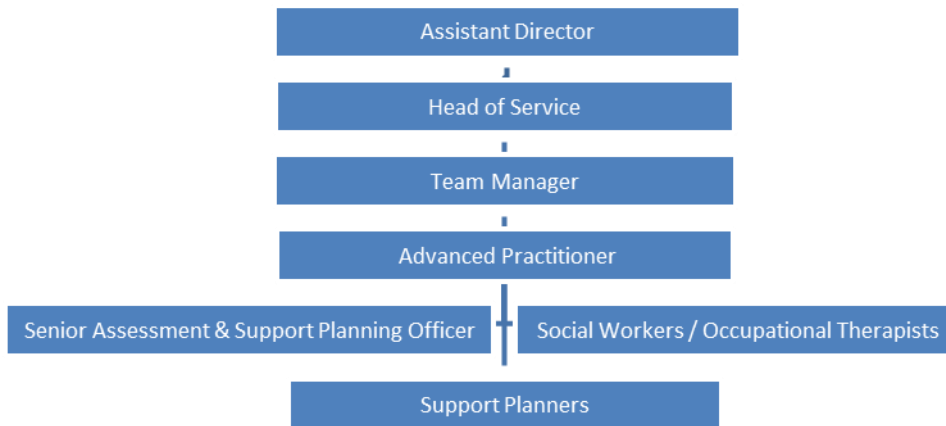 Assistant Director
Head of Service
Team Manager
Advanced Practitioner
Senior Assessment & Support Planning Officer
Social Workers / Occupational Therapists
Support Planners